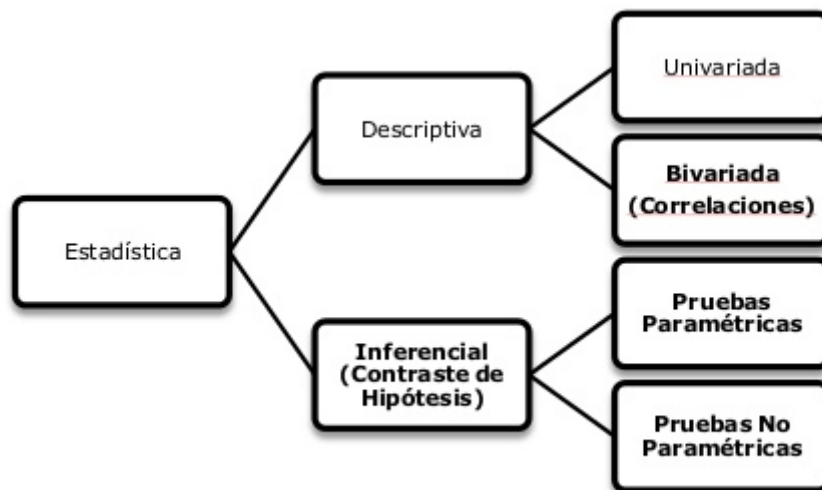 Univariada
Descriptiva
Bivariada
(Correlaciones)
Estadística
Pruebas
Paramétricas
Inferencial
(Contraste de
Hipótesis)
Pruebas No
Paramétricas